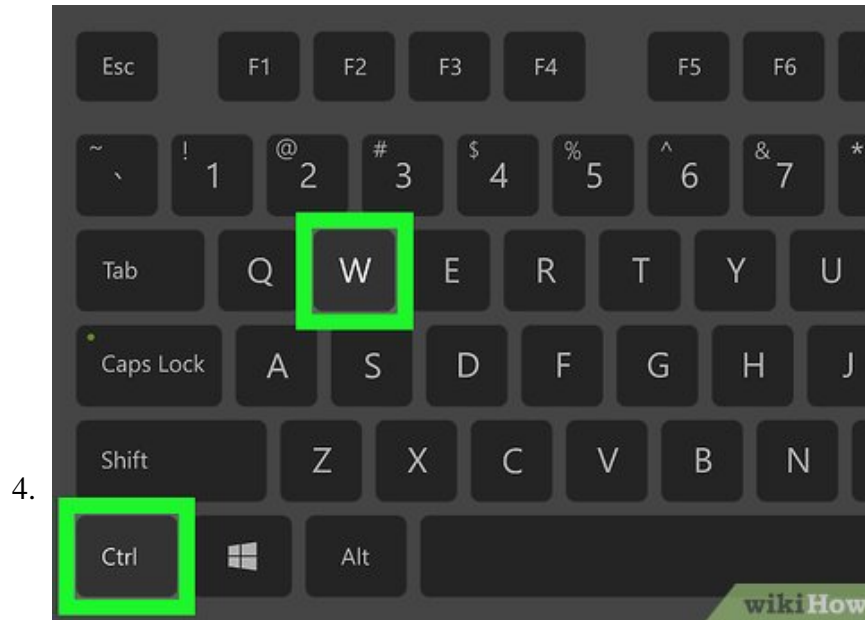 Esc F1 F2 F3 F4 F5 F6
~ ` ! 1 @ 2 # 3 $ 4 % 5 ^ 6 & 7 *
Tab Q W E R T Y U
Caps Lock A S D F G H J
Shift Z X C V B N
4.
Ctrl Alt
wikiHow